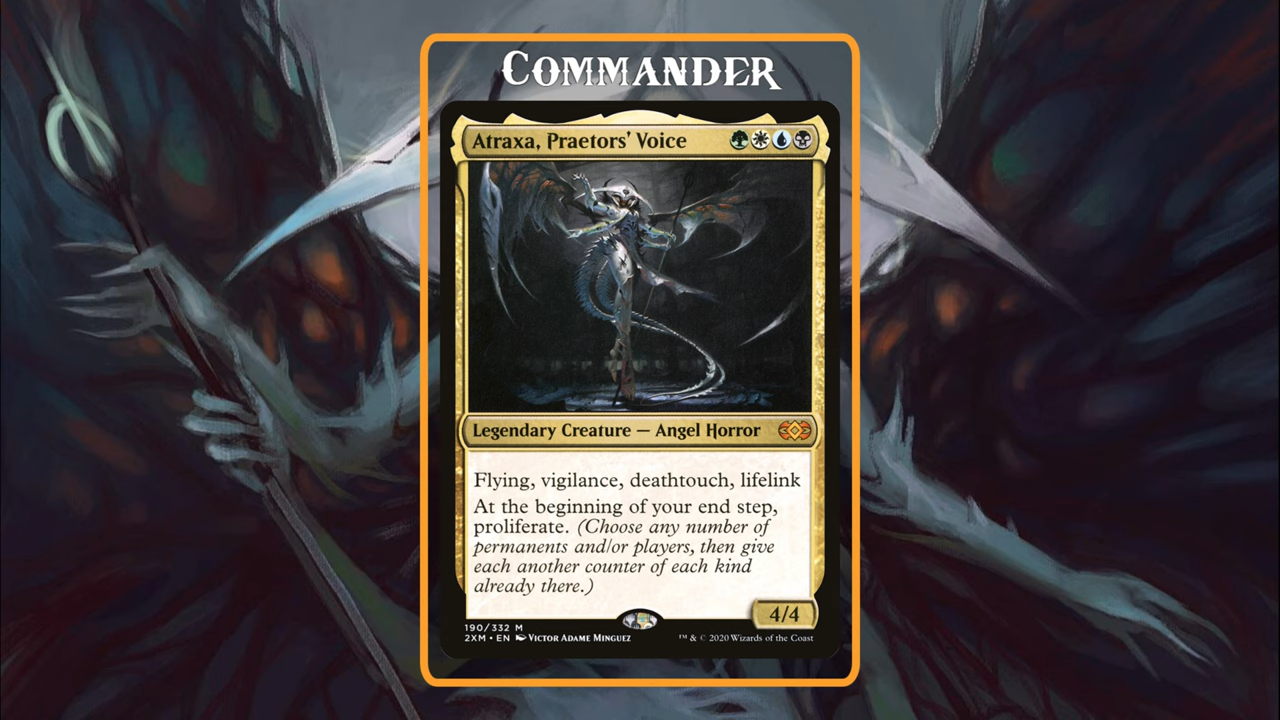 COMMANDER
Atraxa, Praetors' Voice
Legendary Creature — Angel Horror
Flying, vigilance, deathtouch, lifelink
At the beginning of your end step,
proliferate. (Choose any number of
permanents and/or players, then give
each another counter of each kind
already there.)
4/4
190/332 M
2XM • EN Victor Adame Minguez
™ & © 2020 Wizards of the Coast